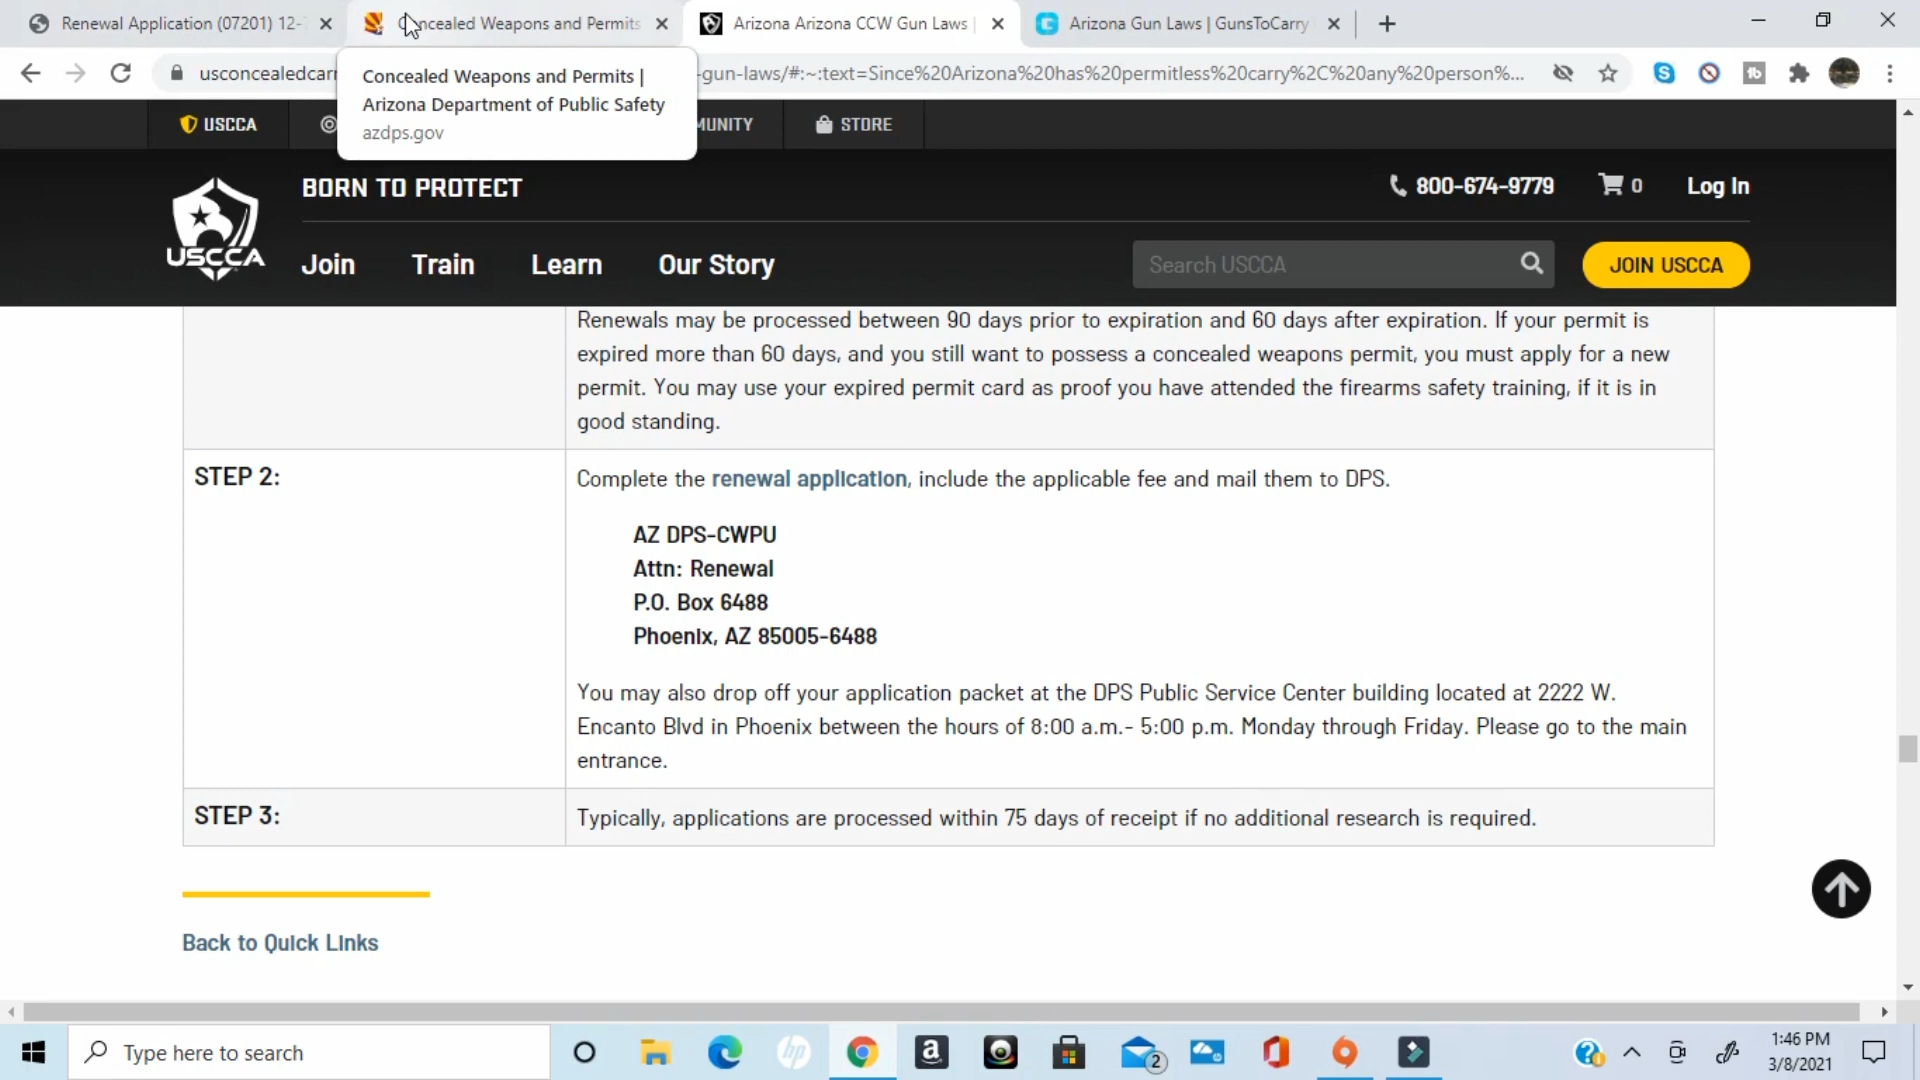 Renewal Application (07201) 12-
Concealed Weapons and Permits
Arizona Arizona CCW Gun Laws |
Arizona Gun Laws | GunsToCarry
usconcealedcarr
-gun-laws/#:~:text=Since%20Arizona%20has%20permitless%20carry%2C%20any%20person%...
Concealed Weapons and Permits |
Arizona Department of Public Safety
azdps.gov
USCCA
MUNITY
STORE
BORN TO PROTECT
800-674-9779
0
Log In
USCCA
Join
Train
Learn
Our Story
Search USCCA
JOIN USCCA
Renewals may be processed between 90 days prior to expiration and 60 days after expiration. If your permit is
expired more than 60 days, and you still want to possess a concealed weapons permit, you must apply for a new
permit. You may use your expired permit card as proof you have attended the firearms safety training, if it is in
good standing.
STEP 2:
Complete the renewal application, include the applicable fee and mail them to DPS.
AZ DPS-CWPU
Attn: Renewal
P.O. Box 6488
Phoenix, AZ 85005-6488
You may also drop off your application packet at the DPS Public Service Center building located at 2222 W.
Encanto Blvd in Phoenix between the hours of 8:00 a.m.- 5:00 p.m. Monday through Friday. Please go to the main
entrance.
STEP 3:
Typically, applications are processed within 75 days of receipt if no additional research is required.
Back to Quick Links
Type here to search
hp
a
2
1:46 PM
3/8/2021